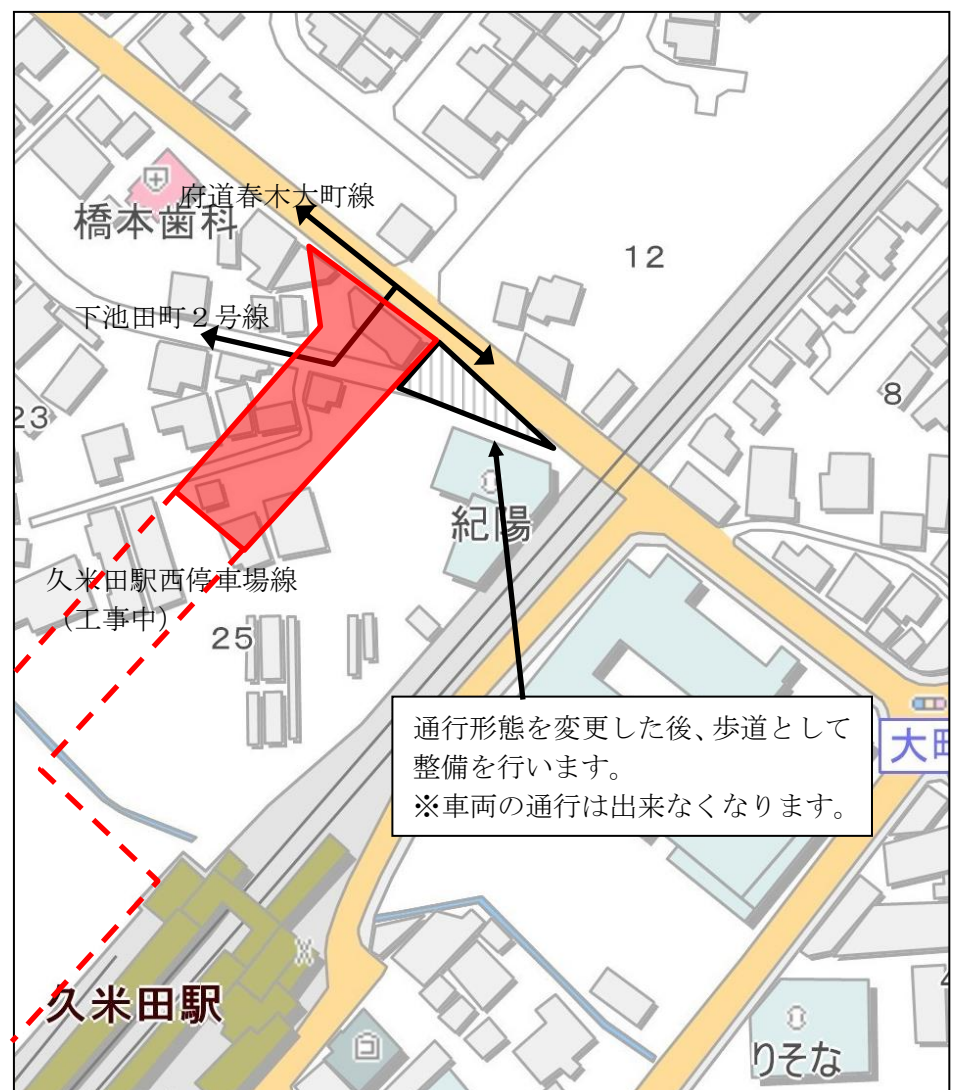 府道春木大町線
橋本歯科
12
下池田町２号線
8
23
紀陽
久米田駅西停車場線
（工事中）
25
通行形態を変更した後、歩道として
整備を行います。
※車両の通行は出来なくなります。
大町
久米田駅
りそな